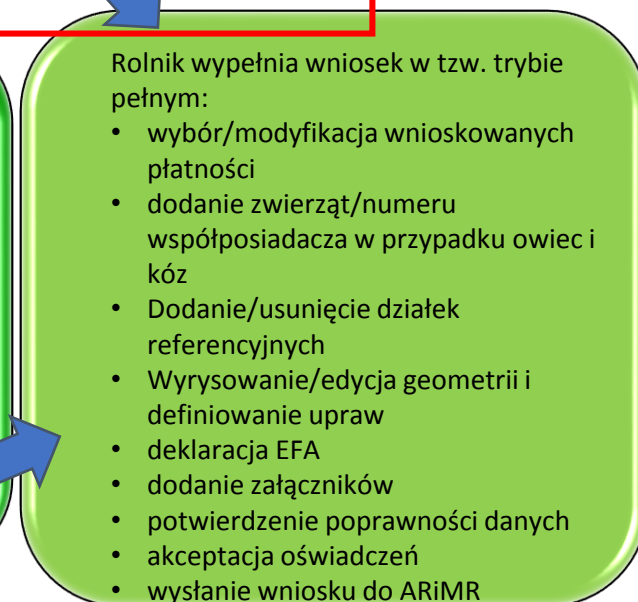 Rolnik wypełnia wniosek w tzw. trybie
pełnym:
• wybór/modyfikacja wnioskowanych
płatności
• dodanie zwierząt/numeru
współposiadacza w przypadku owiec i
kóz
• Dodanie/usunięcie działek
referencyjnych
• Wyrysowanie/edycja geometrii i
definiowanie upraw
• deklaracja EFA
• dodanie załączników
• potwierdzenie poprawności danych
• akceptacja oświadczeń
• wysłanie wniosku do ARiMR